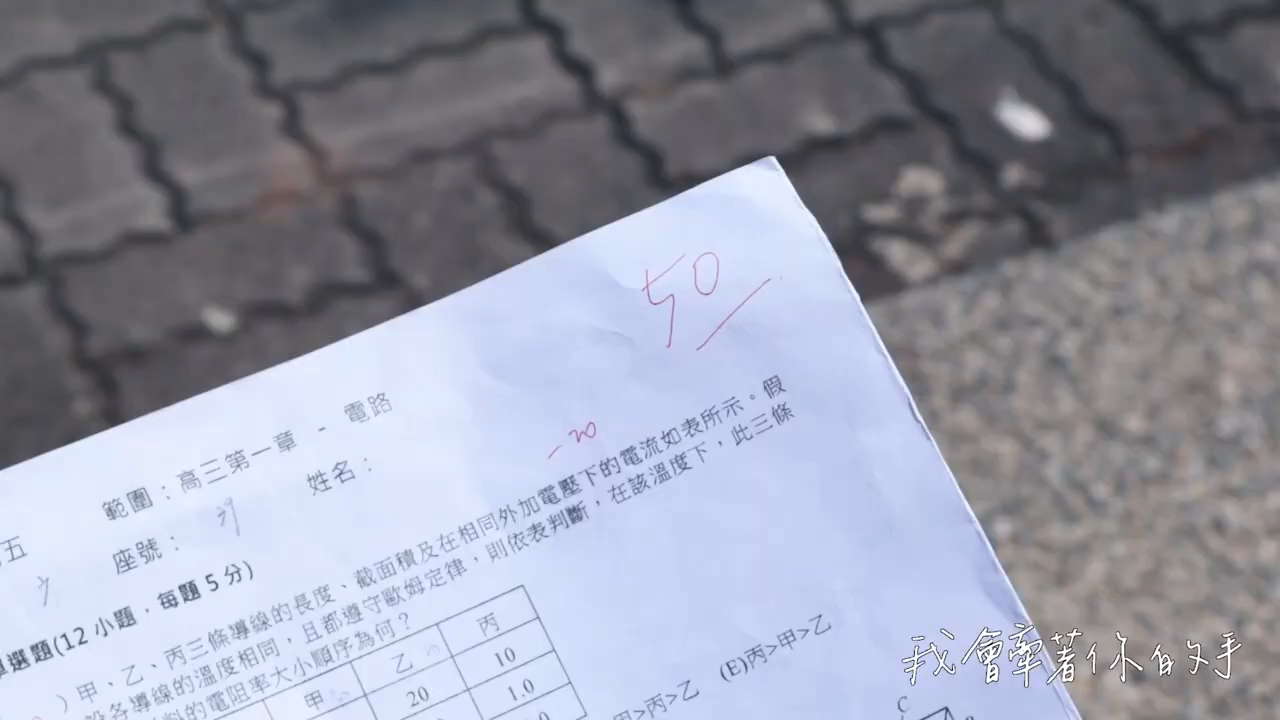 50
範圍：高三第一章 - 電路
五
座號：
姓名：
-20
單選題(12 小題，每題 5 分)
) 甲、乙、丙三條導線的長度、截面積及在相同外加電壓下的電流如表所示。假
設各導線的溫度相同，且都遵守歐姆定律，則依表判斷，在該溫度下，此三條
料的電阻率大小順序為何？
甲 乙 丙
20 10
1.0
甲>丙>乙 (E)丙>甲>乙
C
我會牽著你的手